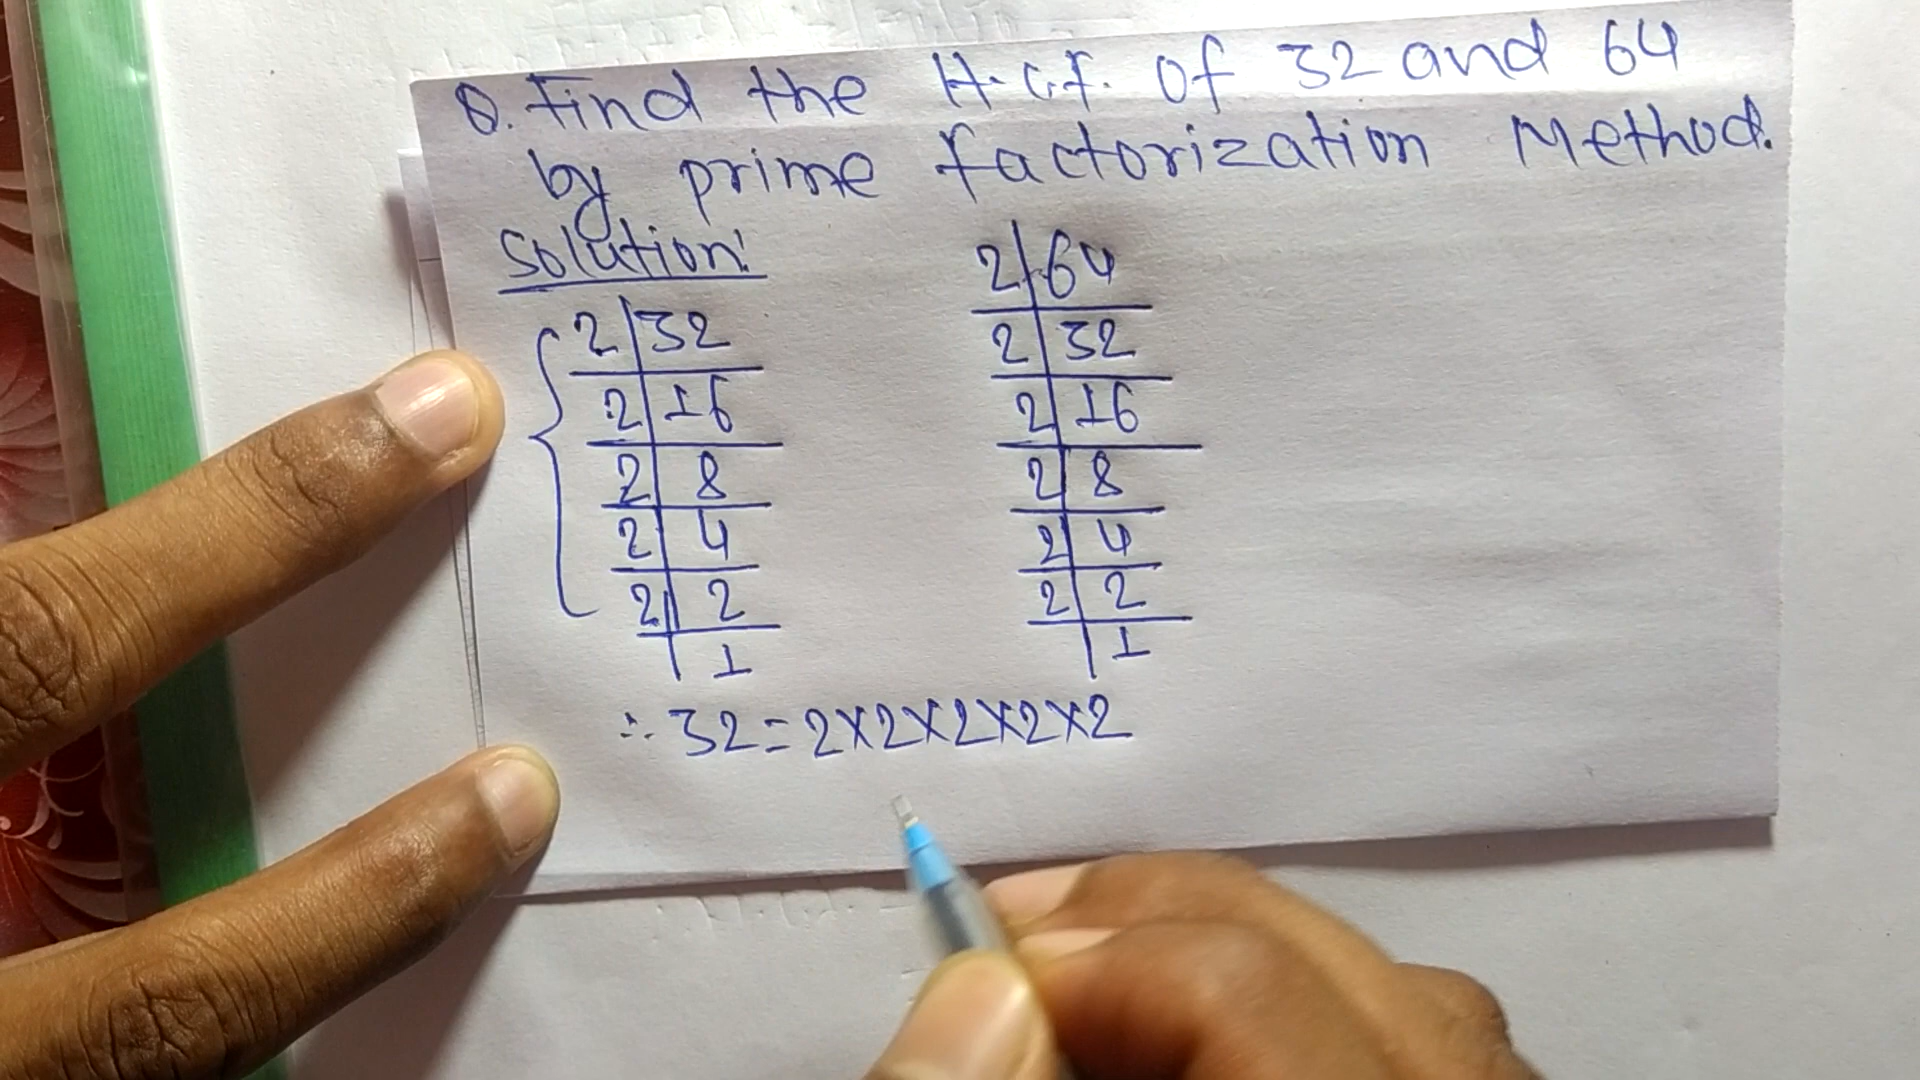 Q. Find the H.C.F. of 32 and 64
by prime factorization Method.
Solution:
2 | 32
2 | 16
2 | 8
2 | 4
2 | 2
| 1
2 | 64
2 | 32
2 | 16
2 | 8
2 | 4
2 | 2
| 1
∴ 32 = 2×2×2×2×2